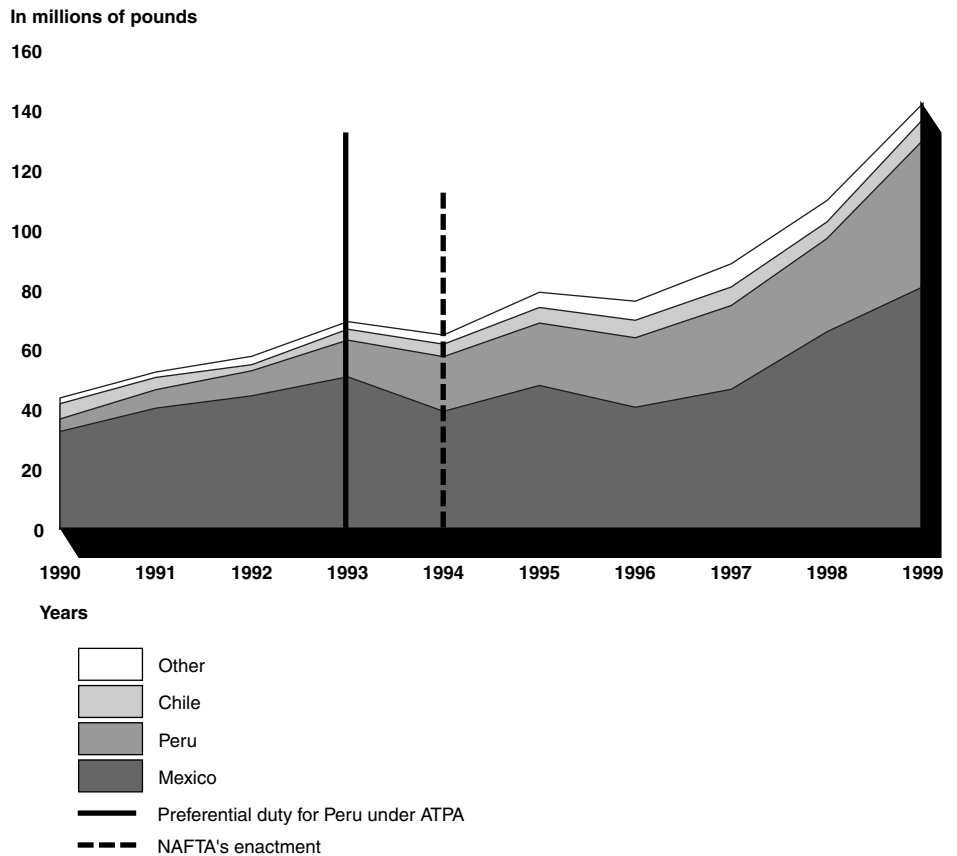 In millions of pounds
160
140
120
100
80
60
40
20
0
1990 1991 1992 1993 1994 1995 1996 1997 1998 1999
Years
Other
Chile
Peru
Mexico
Preferential duty for Peru under ATPA
NAFTA's enactment